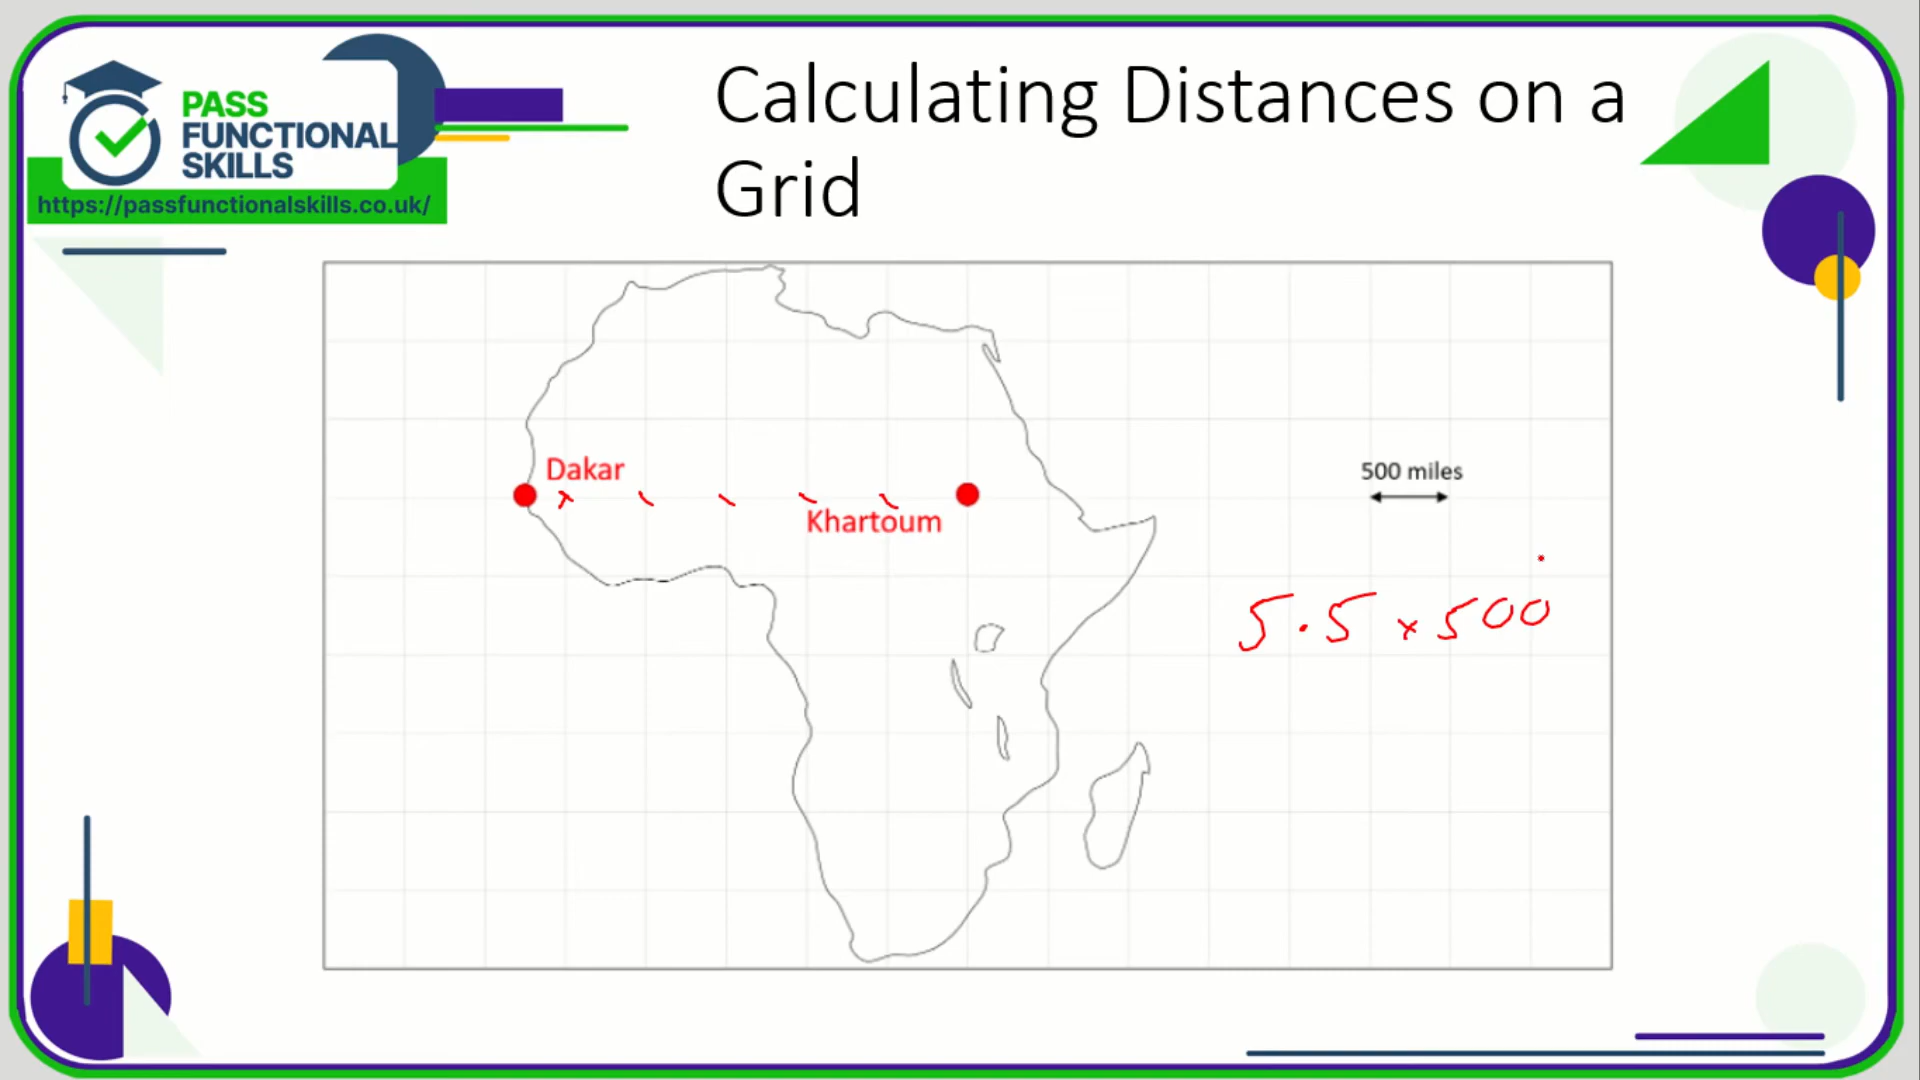 PASS
FUNCTIONAL
SKILLS
https://passfunctionalskills.co.uk/
Calculating Distances on a
Grid
Dakar
Khartoum
500 miles
5.5 × 500